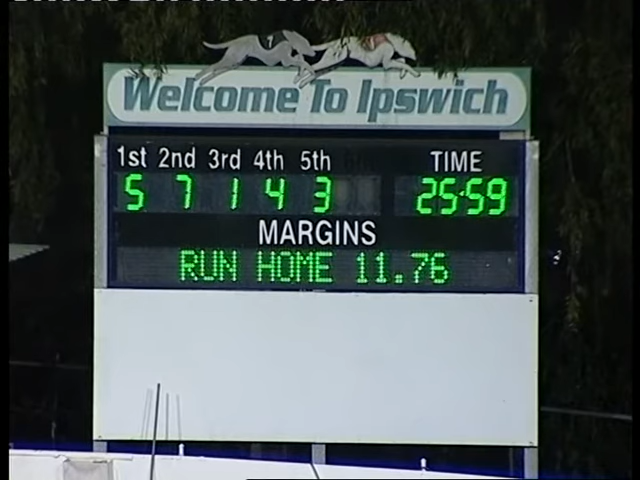 Welcome To Ipswich
1st 2nd 3rd 4th 5th TIME
5 7 1 4 3 25:59
MARGINS
RUN HOME 11.76